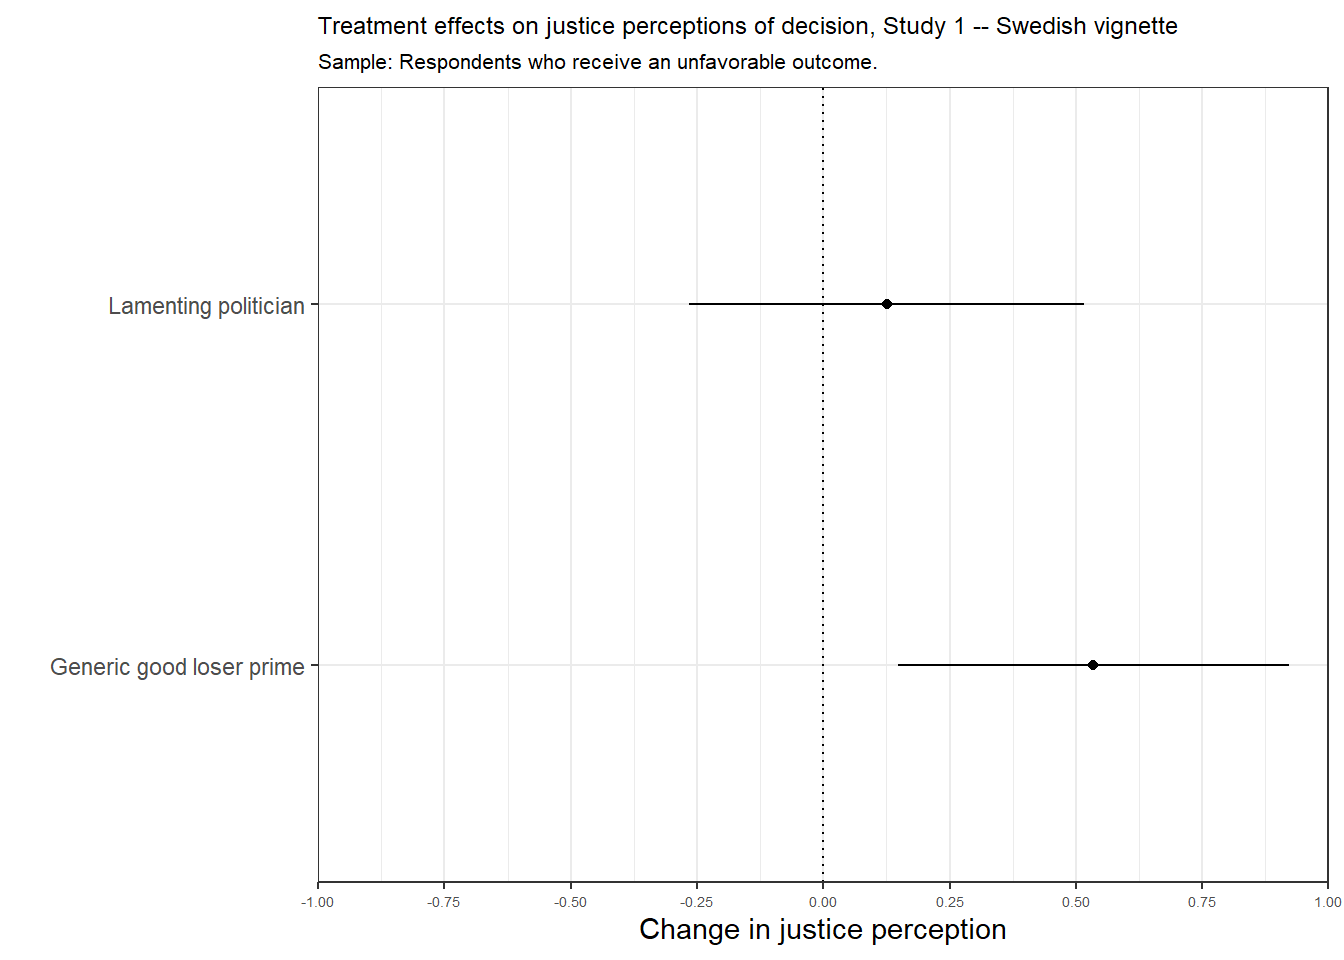 Treatment effects on justice perceptions of decision, Study 1 -- Swedish vignette
Sample: Respondents who receive an unfavorable outcome.
Lamenting politician
Generic good loser prime
-1.00 -0.75 -0.50 -0.25 0.00 0.25 0.50 0.75 1.00
Change in justice perception